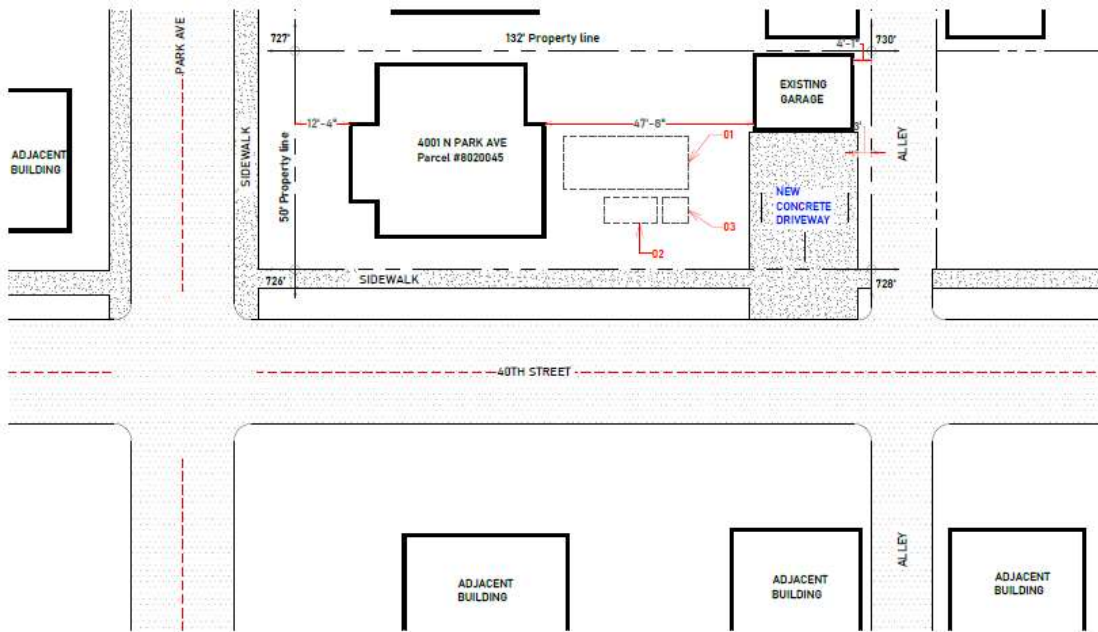 PARK AVE
727'
132' Property line
730'
4'-1"
EXISTING
GARAGE
12'-4"
47'-8"
01
3'
ALLEY
SIDEWALK
4001 N PARK AVE
Parcel #8020045
ADJACENT
BUILDING
50' Property line
NEW
CONCRETE
DRIVEWAY
03
02
726'
SIDEWALK
728'
40TH STREET
ALLEY
ADJACENT
BUILDING
ADJACENT
BUILDING
ADJACENT
BUILDING